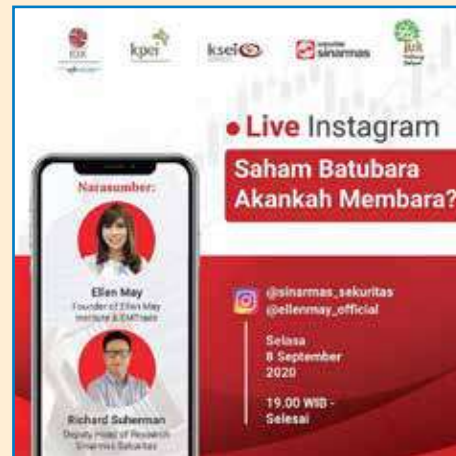 IDX
kpei
ksei
sinarmas
● Live Instagram
Saham Batubara
Akankah Membara?
Narasumber:
Ellen May
Founder of Ellen May
Institute & EMTrade
Richard Suherman
Deputy Head of Research
Sinarmas Sekuritas
@sinarmas_sekuritas
@ellenmay_official
Selasa
8 September
2020
19.00 WIB -
Selesai